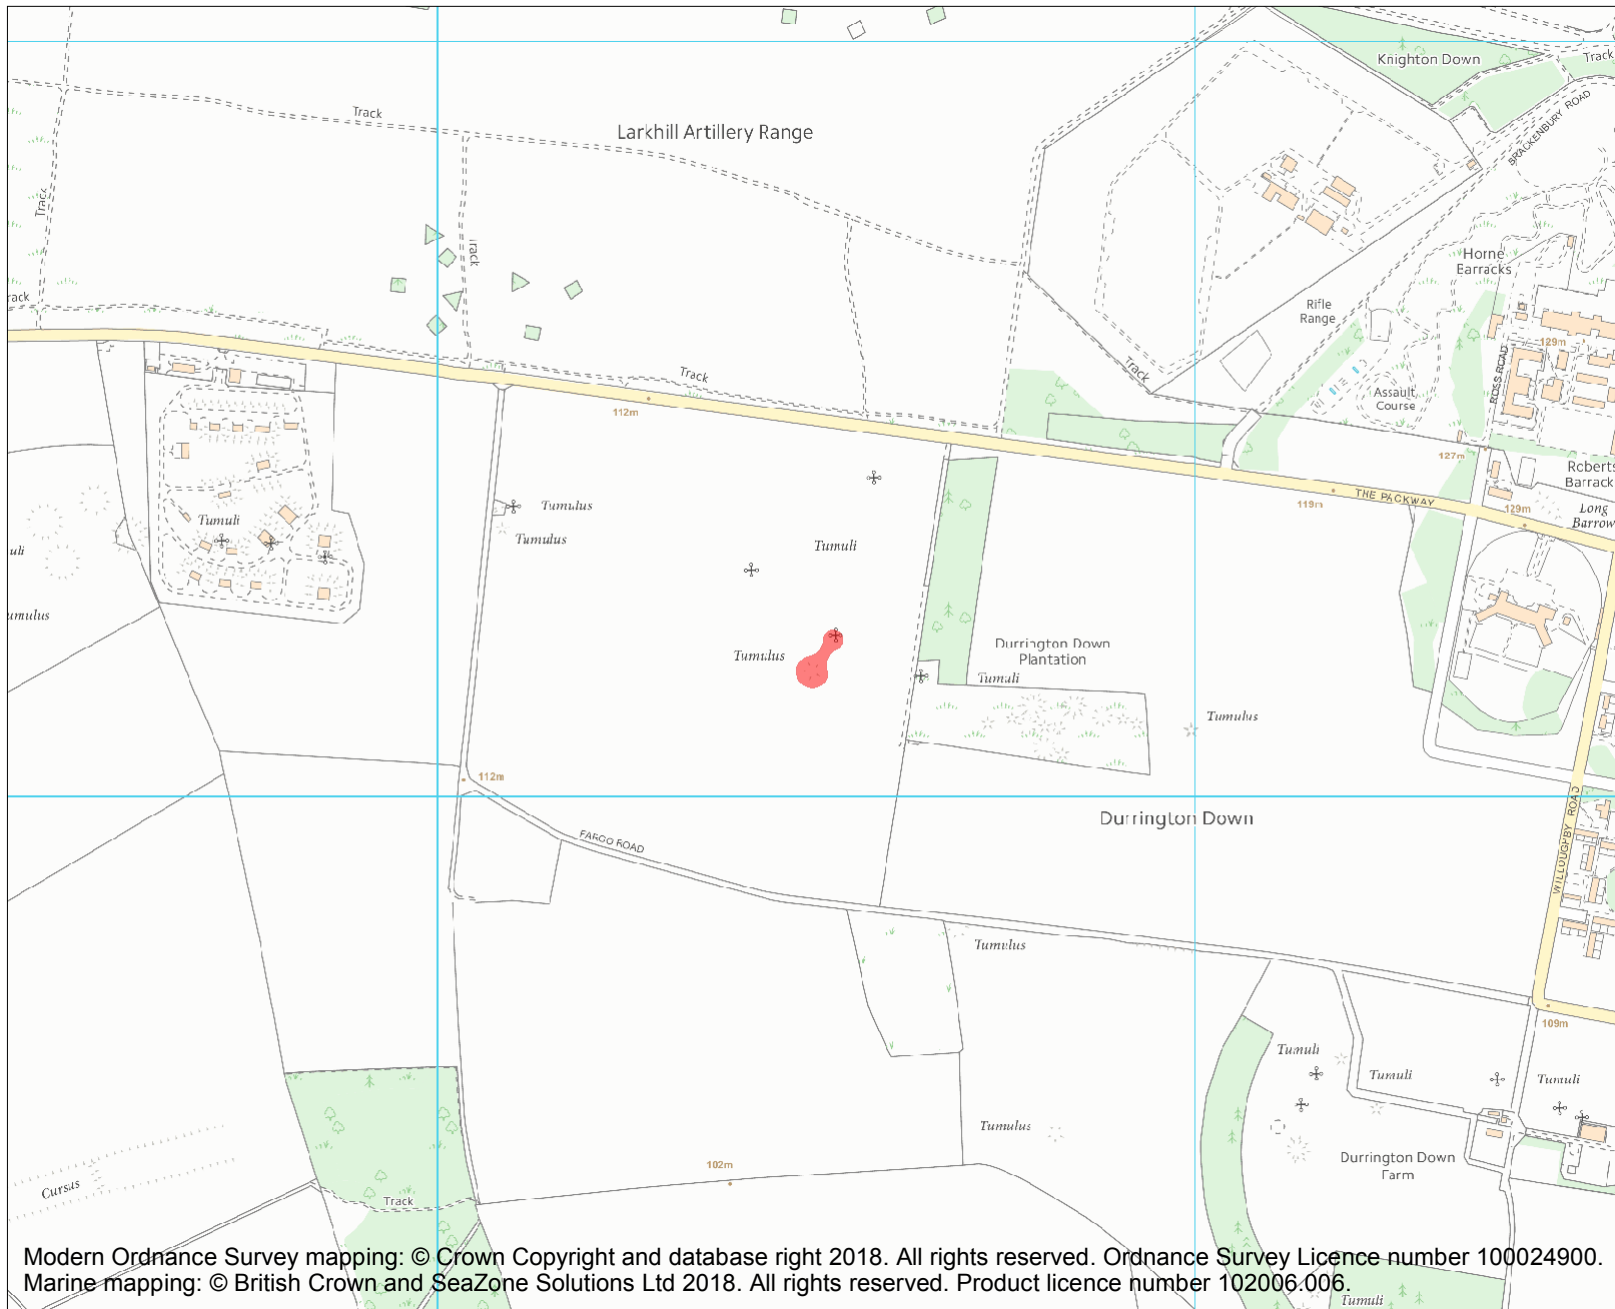 Knighton Down
Track
BRACKENBURY ROAD
Track
Larkhill Artillery Range
Track
Track
Horne
Barracks
rack
Rifle
Range
129m
ROSS ROAD
Track
Track
Assault
Course
112m
127m
Roberts
Barrack
THE PACKWAY
119m
129m
Long
Barrow
Tumuli
Tumulus
Tumulus
Tumuli
uli
umulus
Tumulus
Durrington Down
Plantation
Tumuli
Tumulus
112m
Durrington Down
FARGO ROAD
WILLOUGHBY ROAD
Tumulus
109m
Tumuli
Tumuli
Tumuli
Tumulus
Durrington Down
Farm
102m
Cursus
Track
Modern Ordnance Survey mapping: © Crown Copyright and database right 2018. All rights reserved. Ordnance Survey Licence number 100024900.
Marine mapping: © British Crown and SeaZone Solutions Ltd 2018. All rights reserved. Product licence number 102006.006.
Tumuli